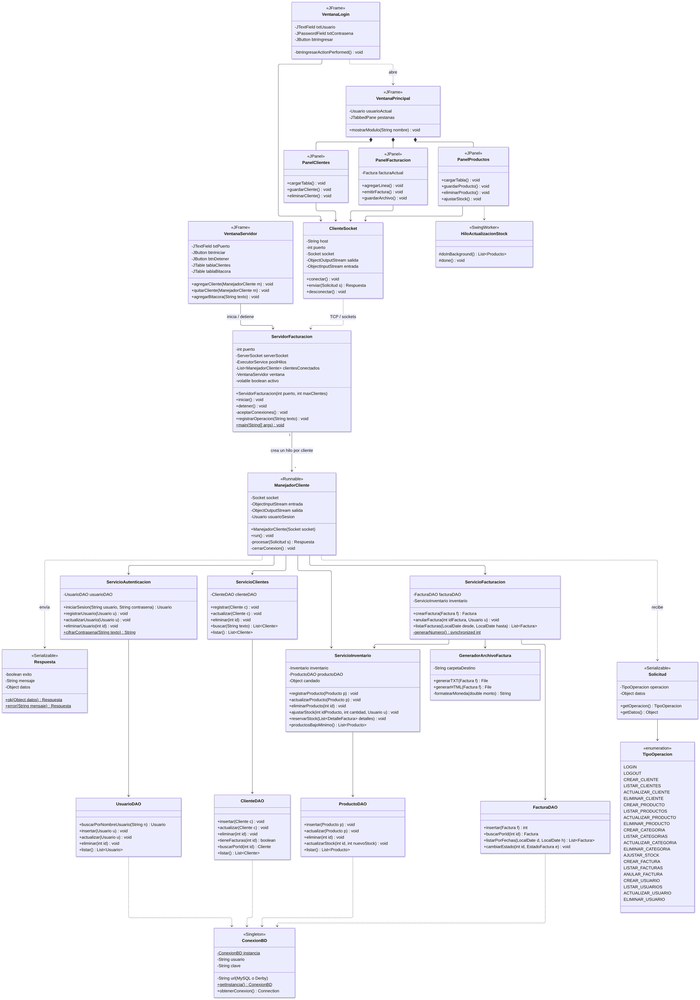 «JFrame»
VentanaLogin
-JTextField txtUsuario
-JPasswordField txtContrasena
-JButton btnIngresar
-btnIngresarActionPerformed() : void
abre
«JFrame»
VentanaPrincipal
-Usuario usuarioActual
-JTabbedPane pestanas
+mostrarModulo(String nombre) : void
«JPanel»
PanelClientes
+cargarTabla() : void
+guardarCliente() : void
+eliminarCliente() : void
«JPanel»
PanelFacturacion
-Factura facturaActual
+agregarLinea() : void
+emitirFactura() : void
+guardarArchivo() : void
«JPanel»
PanelProductos
+cargarTabla() : void
+guardarProducto() : void
+eliminarProducto() : void
+ajustarStock() : void
«JFrame»
VentanaServidor
-JTextField txtPuerto
-JButton btnIniciar
-JButton btnDetener
-JTable tablaClientes
-JTable tablaBitacora
+agregarCliente(ManejadorCliente m) : void
+quitarCliente(ManejadorCliente m) : void
+agregarBitacora(String texto) : void
ClienteSocket
-String host
-int puerto
-Socket socket
-ObjectOutputStream salida
-ObjectInputStream entrada
+conectar() : void
+enviar(Solicitud s) : Respuesta
+desconectar() : void
«SwingWorker»
HiloActualizacionStock
#doInBackground() : List<Producto>
#done() : void
inicia / detiene
TCP / sockets
ServidorFacturacion
-int puerto
-ServerSocket serverSocket
-ExecutorService poolHilos
-List<ManejadorCliente> clientesConectados
-VentanaServidor ventana
-volatile boolean activo
+ServidorFacturacion(int puerto, int maxClientes)
+iniciar() : void
+detener() : void
-aceptarConexiones() : void
+registrarOperacion(String texto) : void
+main(String[] args) : void
1
crea un hilo por cliente
*
«Runnable»
ManejadorCliente
-Socket socket
-ObjectInputStream entrada
-ObjectOutputStream salida
-Usuario usuarioSesion
+ManejadorCliente(Socket socket)
+run() : void
-procesar(Solicitud s) : Respuesta
-cerrarConexion() : void
envía
recibe
ServicioAutenticacion
-UsuarioDAO usuarioDAO
+iniciarSesion(String usuario, String contrasena) : Usuario
+registrarUsuario(Usuario u) : void
+actualizarUsuario(Usuario u) : void
+eliminarUsuario(int id) : void
+cifrarContrasena(String texto) : String
ServicioClientes
-ClienteDAO clienteDAO
+registrar(Cliente c) : void
+actualizar(Cliente c) : void
+eliminar(int id) : void
+buscar(String texto) : List<Cliente>
+listar() : List<Cliente>
ServicioFacturacion
-FacturaDAO facturaDAO
-ServicioInventario inventario
+crearFactura(Factura f) : Factura
+anularFactura(int idFactura, Usuario u) : void
+listarFacturas(LocalDate desde, LocalDate hasta) : List<Factura>
-generarNumero() : synchronized int
«Serializable»
Respuesta
-boolean exito
-String mensaje
-Object datos
+ok(Object datos) : Respuesta
+error(String mensaje) : Respuesta
ServicioInventario
-Inventario inventario
-ProductoDAO productoDAO
-Object candado
+registrarProducto(Producto p) : void
+actualizarProducto(Producto p) : void
+eliminarProducto(int id) : void
+ajustarStock(int idProducto, int cantidad, Usuario u) : void
+reservarStock(List<DetalleFactura> detalles) : void
+productosBajoMinimo() : List<Producto>
GeneradorArchivoFactura
-String carpetaDestino
+generarTXT(Factura f) : File
+generarHTML(Factura f) : File
-formatearMoneda(double monto) : String
«Serializable»
Solicitud
-TipoOperacion operacion
-Object datos
+getOperacion() : TipoOperacion
+getDatos() : Object
«enumeration»
TipoOperacion
LOGIN
LOGOUT
CREAR_CLIENTE
LISTAR_CLIENTES
ACTUALIZAR_CLIENTE
ELIMINAR_CLIENTE
CREAR_PRODUCTO
LISTAR_PRODUCTOS
ACTUALIZAR_PRODUCTO
ELIMINAR_PRODUCTO
CREAR_CATEGORIA
LISTAR_CATEGORIAS
ACTUALIZAR_CATEGORIA
ELIMINAR_CATEGORIA
AJUSTAR_STOCK
CREAR_FACTURA
LISTAR_FACTURAS
ANULAR_FACTURA
CREAR_USUARIO
LISTAR_USUARIOS
ACTUALIZAR_USUARIO
ELIMINAR_USUARIO
UsuarioDAO
+buscarPorNombreUsuario(String n) : Usuario
+insertar(Usuario u) : void
+actualizar(Usuario u) : void
+eliminar(int id) : void
+listar() : List<Usuario>
ClienteDAO
+insertar(Cliente c) : void
+actualizar(Cliente c) : void
+eliminar(int id) : void
+tieneFacturas(int id) : boolean
+buscarPorId(int id) : Cliente
+listar() : List<Cliente>
ProductoDAO
+insertar(Producto p) : void
+actualizar(Producto p) : void
+eliminar(int id) : void
+actualizarStock(int id, int nuevoStock) : void
+listar() : List<Producto>
FacturaDAO
+insertar(Factura f) : int
+buscarPorId(int id) : Factura
+listarPorFechas(LocalDate d, LocalDate h) : List<Factura>
+cambiarEstado(int id, EstadoFactura e) : void
«Singleton»
ConexionBD
-ConexionBD instancia
-String usuario
-String clave
-String url(MySQL o Derby)
+getInstancia() : ConexionBD
+obtenerConexion() : Connection